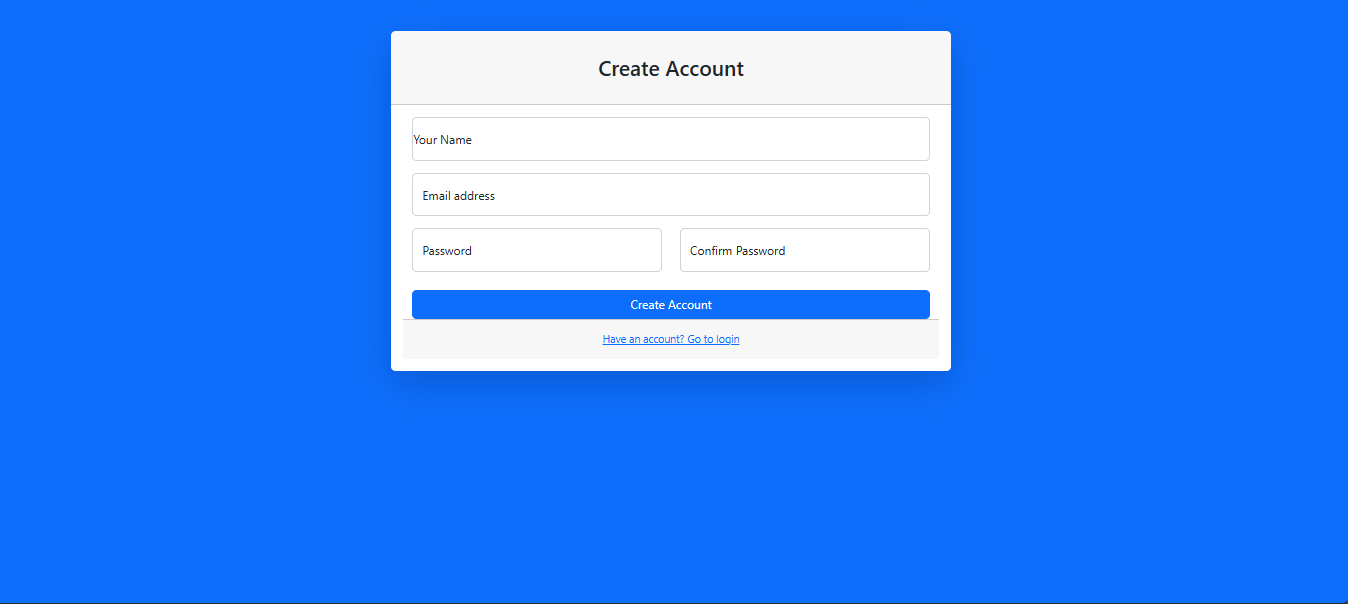 Create Account
Your Name
Email address
Password Confirm Password
Create Account
Have an account? Go to login